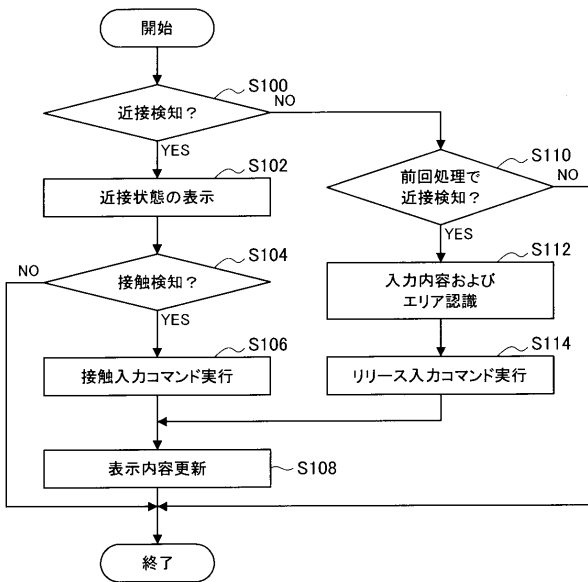 開始
S100
近接検知？
NO
YES
S102
近接状態の表示
S104
NO
接触検知？
YES
S106
接触入力コマンド実行
S110
前回処理で
近接検知？
NO
YES
S112
入力内容および
エリア認識
S114
リリース入力コマンド実行
表示内容更新
S108
終了